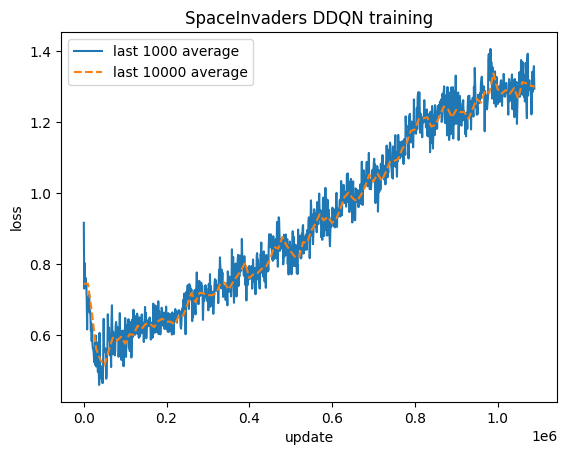 SpaceInvaders DDQN training
last 1000 average
last 10000 average
1.4
1.2
1.0
0.8
0.6
loss
0.0 0.2 0.4 0.6 0.8 1.0
1e6
update